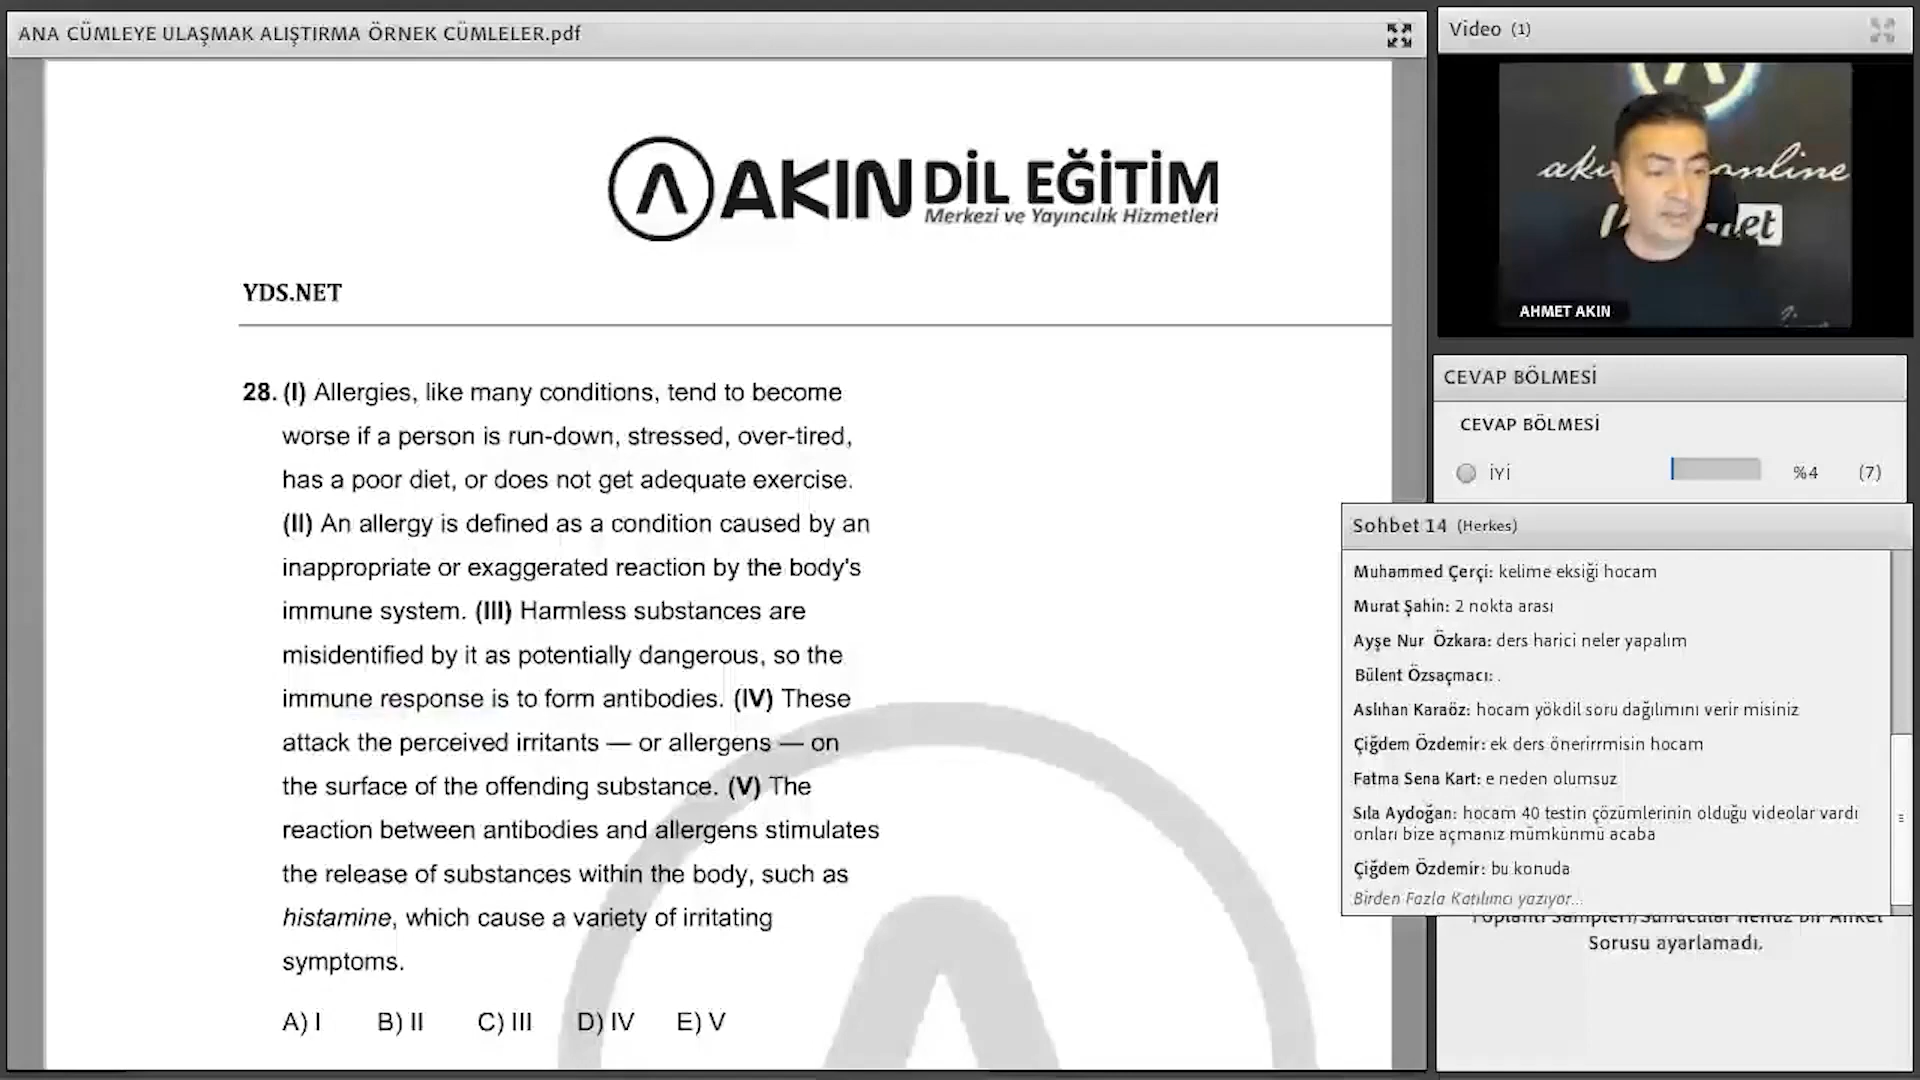 ANA CÜMLEYE ULAŞMAK ALIŞTIRMA ÖRNEK CÜMLELER.pdf
AKIN DİL EĞİTİM
Merkezi ve Yayıncılık Hizmetleri
YDS.NET
28. (I) Allergies, like many conditions, tend to become
worse if a person is run-down, stressed, over-tired,
has a poor diet, or does not get adequate exercise.
(II) An allergy is defined as a condition caused by an
inappropriate or exaggerated reaction by the body's
immune system. (III) Harmless substances are
misidentified by it as potentially dangerous, so the
immune response is to form antibodies. (IV) These
attack the perceived irritants — or allergens — on
the surface of the offending substance. (V) The
reaction between antibodies and allergens stimulates
the release of substances within the body, such as
histamine, which cause a variety of irritating
symptoms.
A) I B) II C) III D) IV E) V
Video (1)
online
AHMET AKIN
CEVAP BÖLMESİ
CEVAP BÖLMESİ
İYİ %4 (7)
Sohbet 14 (Herkes)
Muhammed Çerçi: kelime eksiği hocam
Murat Şahin: 2 nokta arası
Ayşe Nur Özkara: ders harici neler yapalım
Bülent Özsaçmacı: .
Aslıhan Karaöz: hocam yökdil soru dağılımını verir misiniz
Çiğdem Özdemir: ek ders önerirrmisin hocam
Fatma Sena Kart: e neden olumsuz
Sıla Aydoğan: hocam 40 testin çözümlerinin olduğu videolar vardı
onları bize açmanız mümkünmü acaba
Çiğdem Özdemir: bu konuda
Birden Fazla Katılımcı yazıyor...
Toplantı Sahipleri/Sunucular henüz bir Anket
Sorusu ayarlamadı.